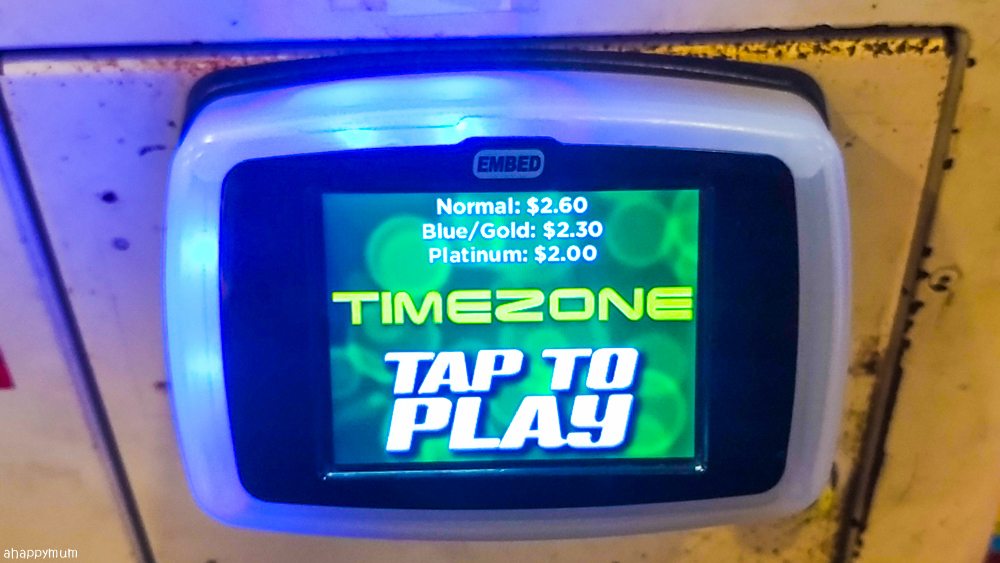 EMBED
Normal: $2.60
Blue/Gold: $2.30
Platinum: $2.00
TIMEZONE
TAP TO
PLAY
ahappymum